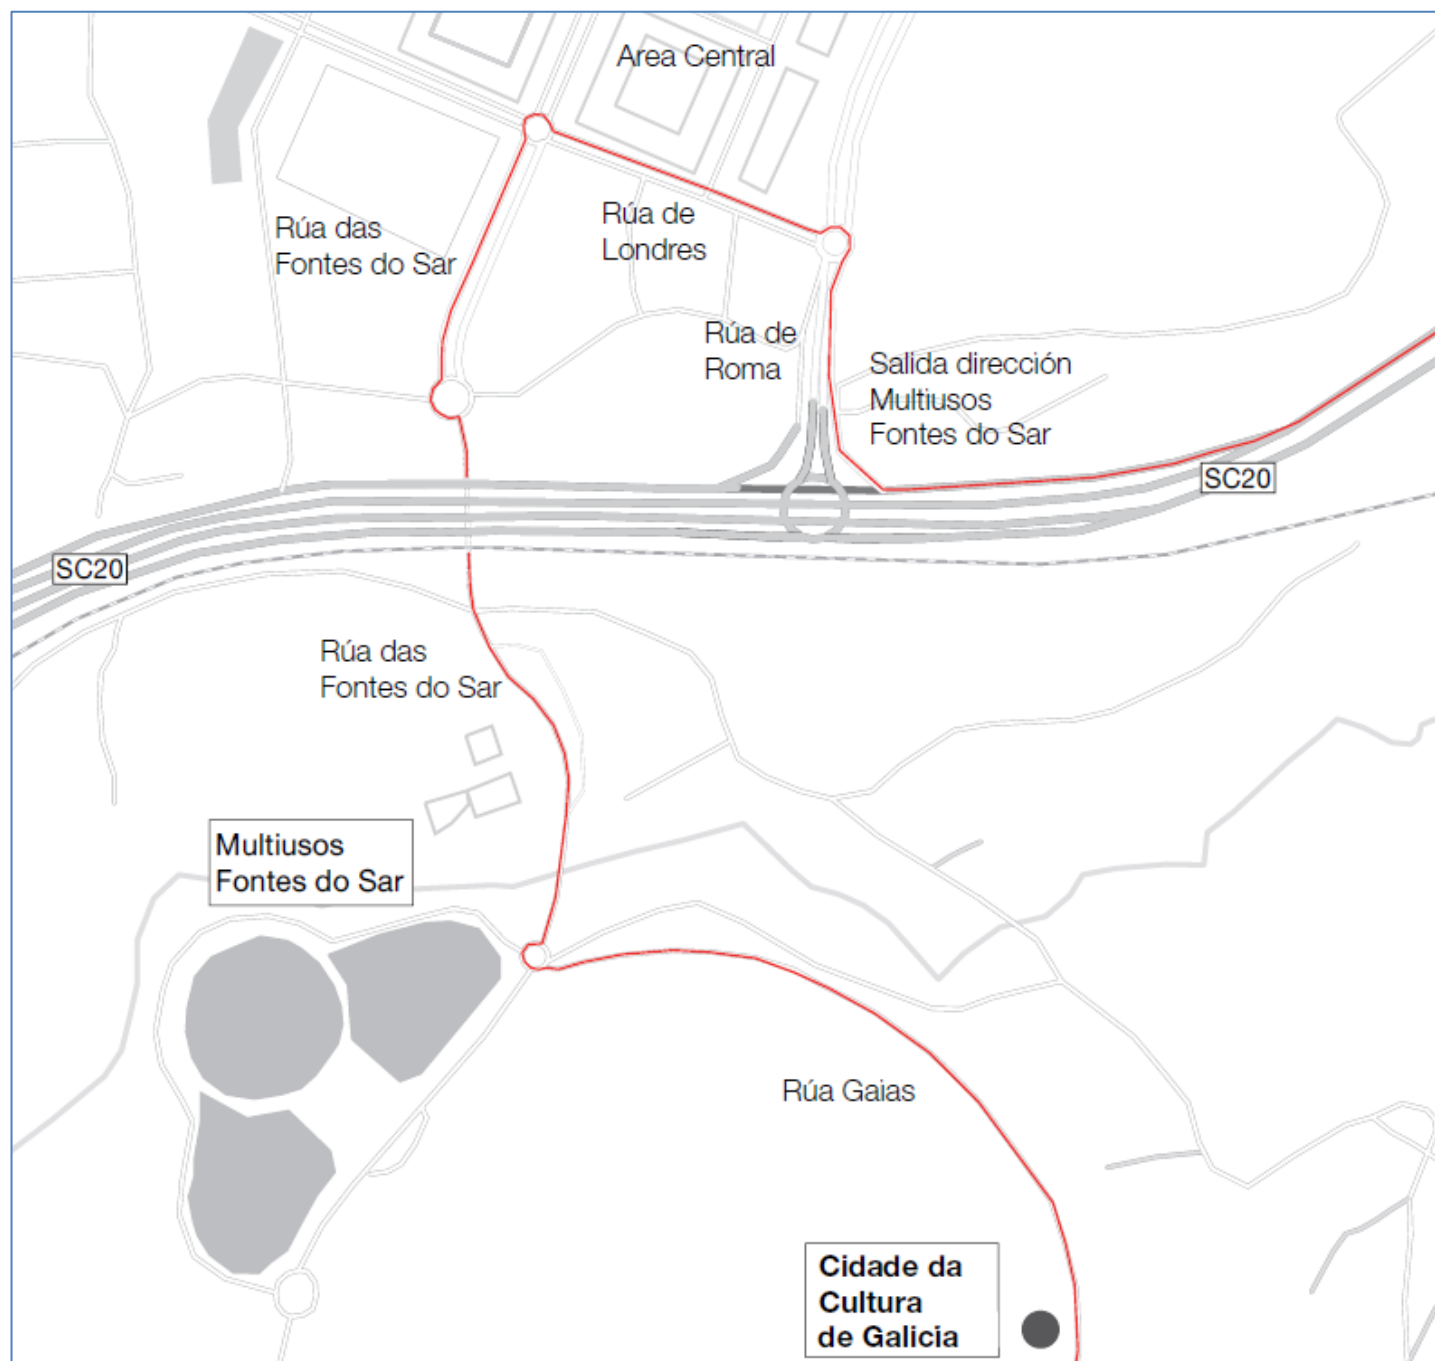 Area Central
Rúa das
Fontes do Sar
Rúa de
Londres
Rúa de
Roma
Salida dirección
Multiusos
Fontes do Sar
SC20
SC20
Rúa das
Fontes do Sar
Multiusos
Fontes do Sar
Rúa Gaias
Cidade da
Cultura
de Galicia